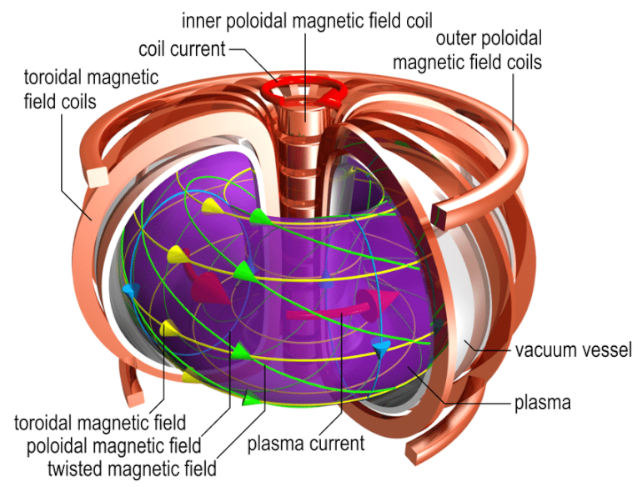 inner poloidal magnetic field coil
coil current
outer poloidal
magnetic field coils
toroidal magnetic
field coils
vacuum vessel
plasma
toroidal magnetic field
poloidal magnetic field
plasma current
twisted magnetic field